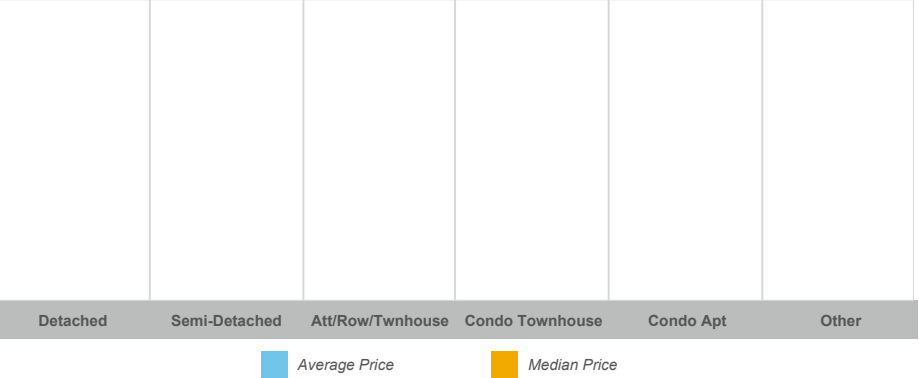 Detached Semi-Detached Att/Row/Twnhouse Condo Townhouse Condo Apt Other
Average Price Median Price